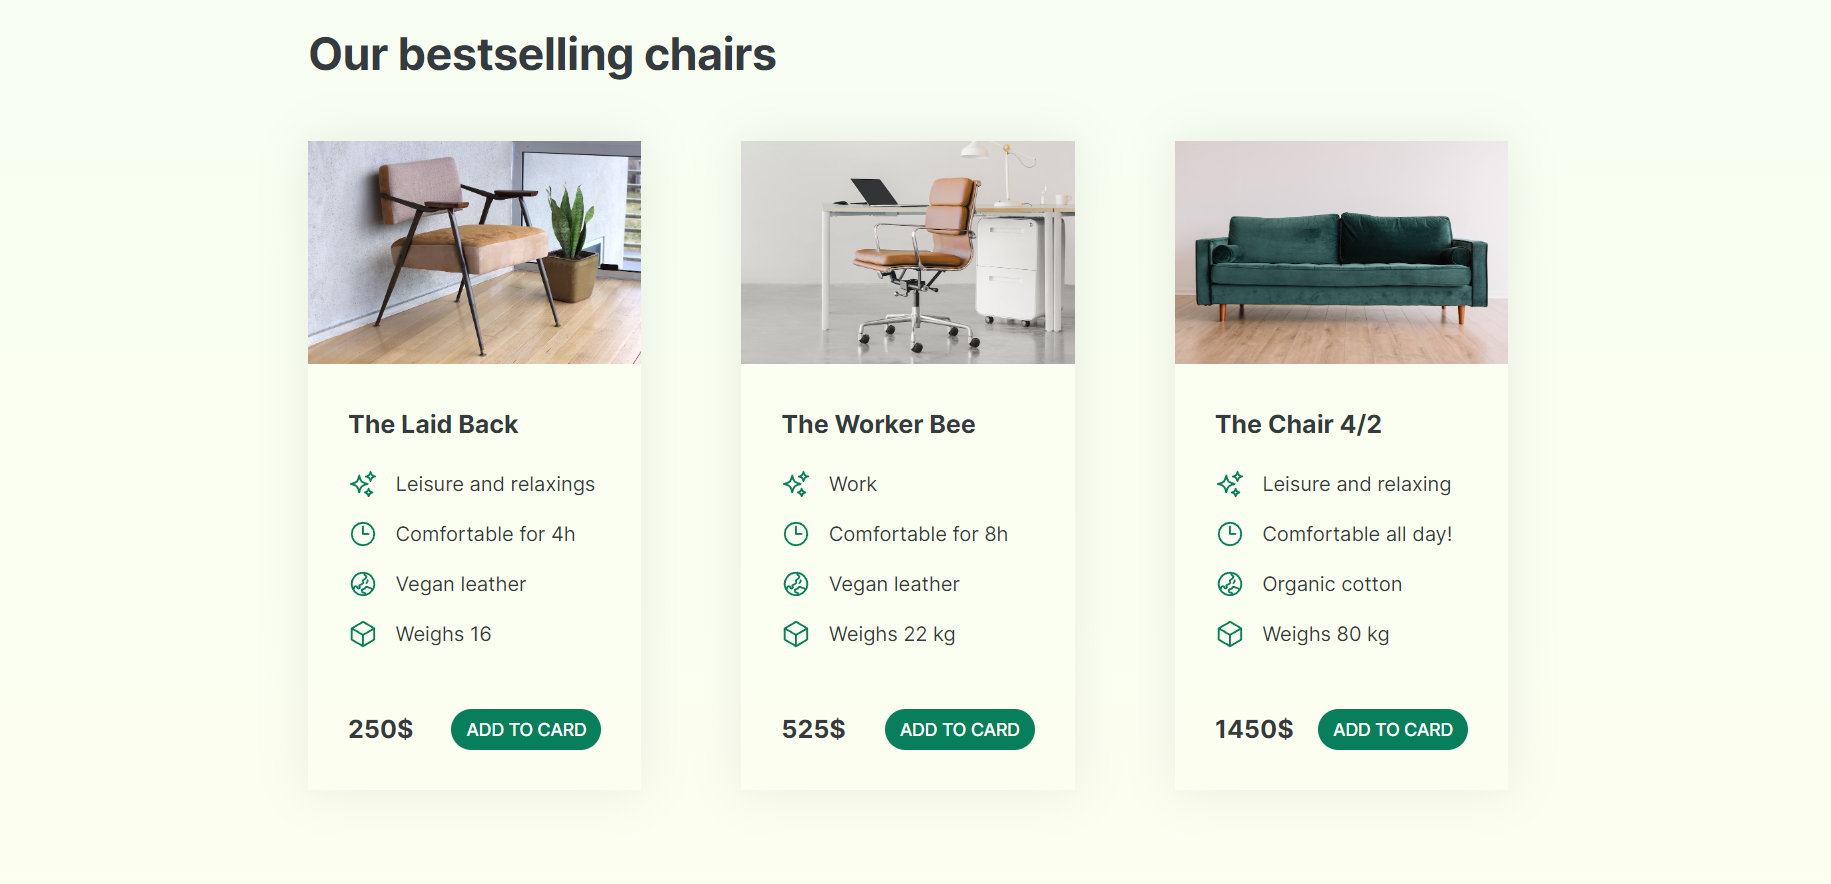 Our bestselling chairs
The Laid Back
Leisure and relaxings
Comfortable for 4h
Vegan leather
Weighs 16
250$ ADD TO CARD
The Worker Bee
Work
Comfortable for 8h
Vegan leather
Weighs 22 kg
525$ ADD TO CARD
The Chair 4/2
Leisure and relaxing
Comfortable all day!
Organic cotton
Weighs 80 kg
1450$ ADD TO CARD